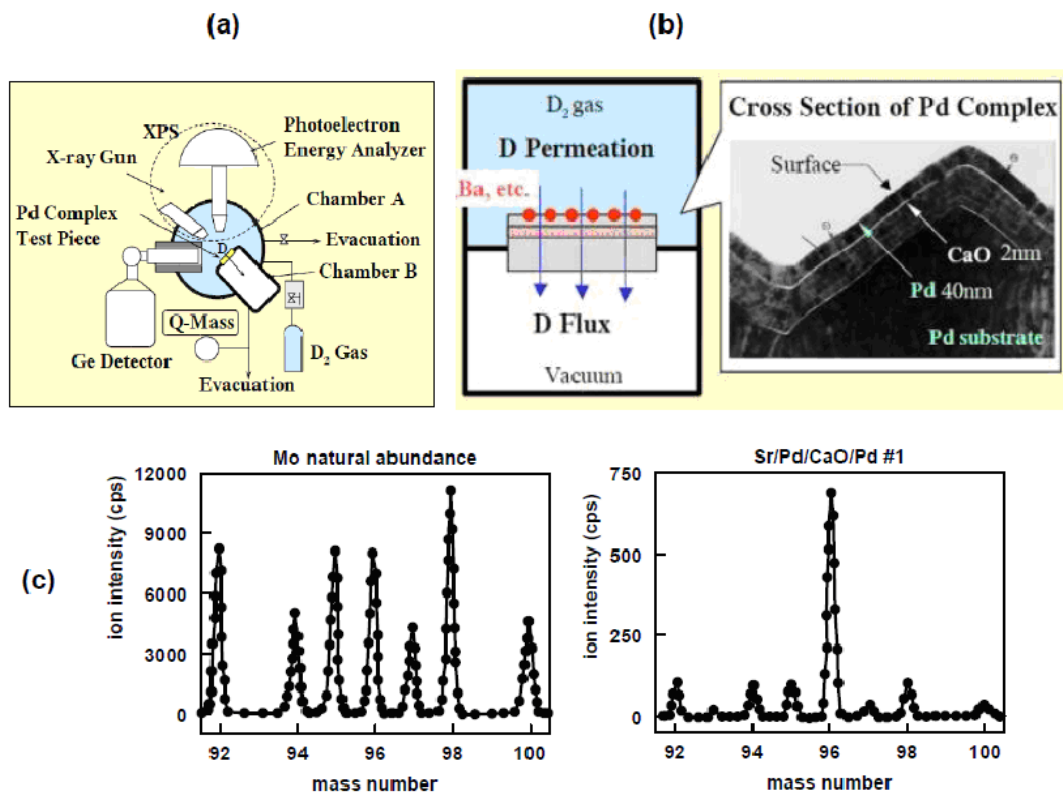 (a)
(b)
XPS
Photoelectron
Energy Analyzer
X-ray Gun
Chamber A
Pd Complex
Test Piece
D
Evacuation
Chamber B
Q-Mass
Ge Detector
D2 Gas
Evacuation
D2 gas
D Permeation
Ba, etc.
D Flux
Vacuum
Cross Section of Pd Complex
Surface
CaO 2nm
Pd 40nm
Pd substrate
(c)
Mo natural abundance
ion intensity (cps)
12000
9000
6000
3000
0
92 94 96 98 100
mass number
Sr/Pd/CaO/Pd #1
ion intensity (cps)
750
500
250
0
92 94 96 98 100
mass number